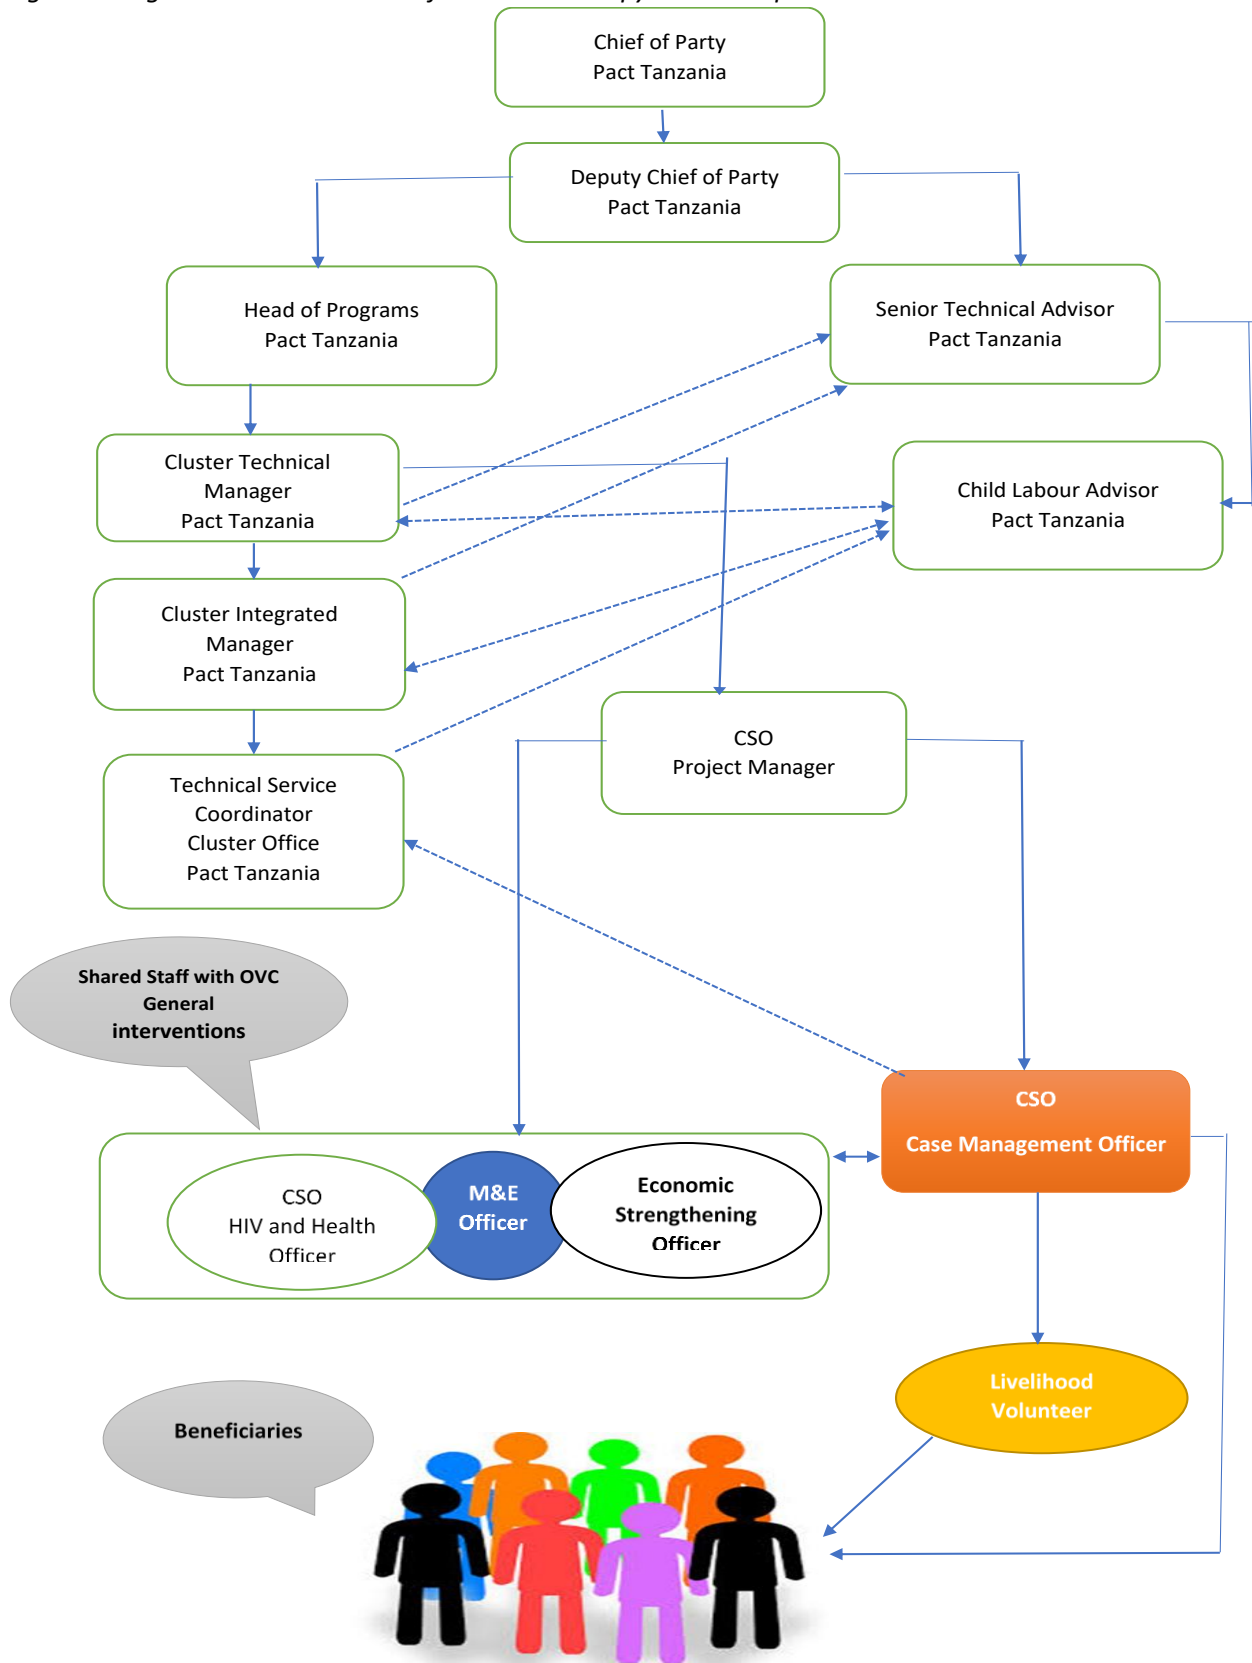 Chief of Party
Pact Tanzania
Deputy Chief of Party
Pact Tanzania
Head of Programs
Pact Tanzania
Senior Technical Advisor
Pact Tanzania
Cluster Technical
Manager
Pact Tanzania
Child Labour Advisor
Pact Tanzania
Cluster Integrated
Manager
Pact Tanzania
CSO
Project Manager
Technical Service
Coordinator
Cluster Office
Pact Tanzania
Shared Staff with OVC
General
interventions
CSO
Case Management Officer
CSO
HIV and Health
Officer
M&E
Officer
Economic
Strengthening
Officer
Livelihood
Volunteer
Beneficiaries